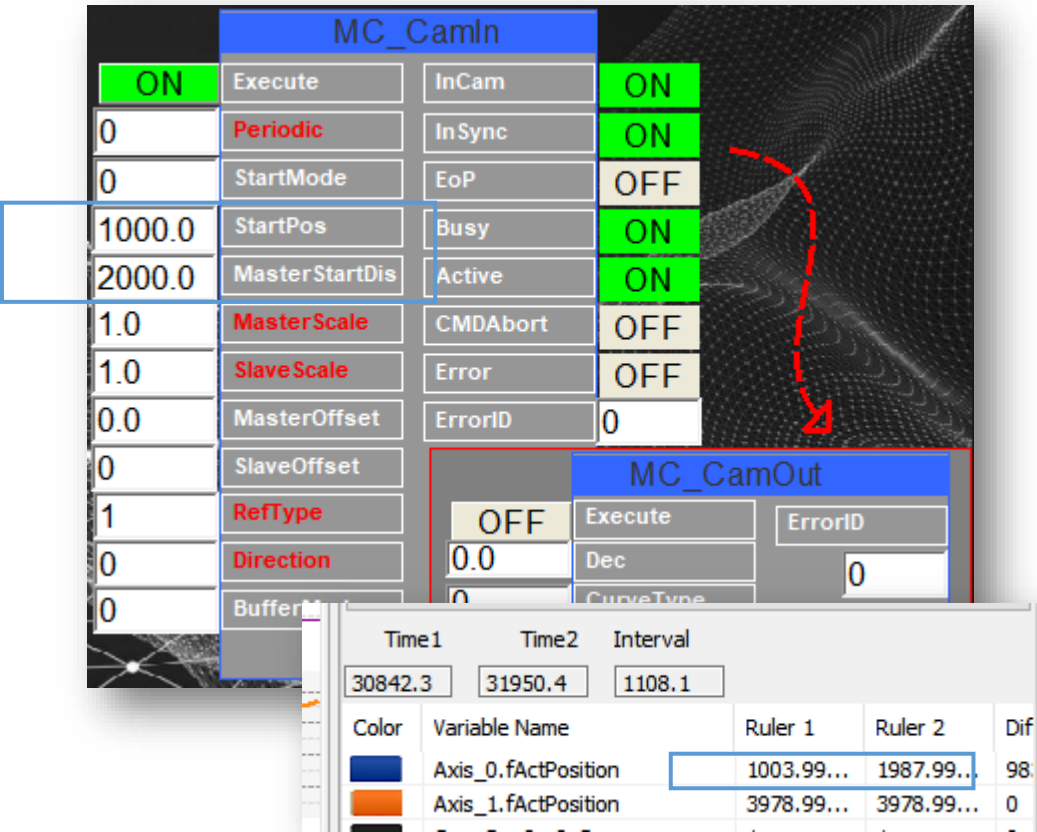 MC_CamIn
ON Execute InCam ON
0 Periodic InSync ON
0 StartMode EoP OFF
1000.0 StartPos Busy ON
2000.0 MasterStartDis Active ON
1.0 MasterScale CMDAbort OFF
1.0 SlaveScale Error OFF
0.0 MasterOffset ErrorID 0
0 SlaveOffset
MC_CamOut
1 RefType
OFF Execute ErrorID
0 Direction
0.0 Dec 0
0 CurveType
0
Time1 Time2 Interval
30842.3 31950.4 1108.1
Color Variable Name Ruler 1 Ruler 2 Dif
Axis_0.fActPosition 1003.99... 1987.99... 98
Axis_1.fActPosition 3978.99... 3978.99... 0